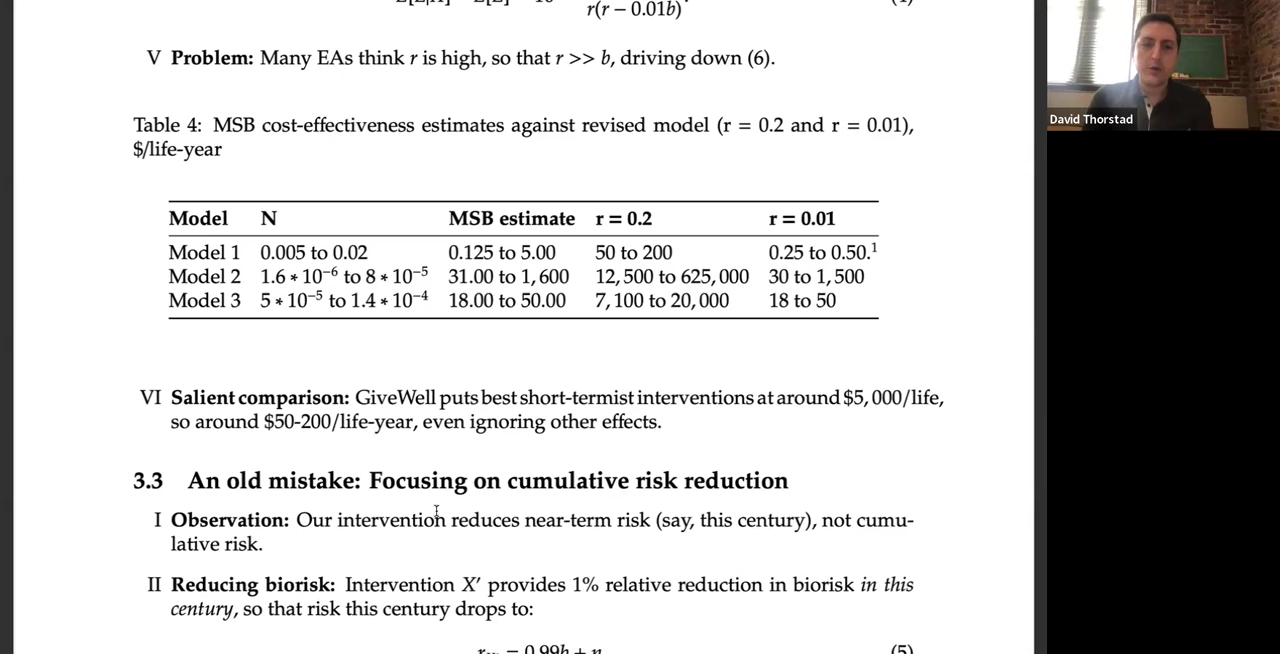 r(r − 0.01b)
V Problem: Many EAs think r is high, so that r >> b, driving down (6).
Table 4: MSB cost-effectiveness estimates against revised model (r = 0.2 and r = 0.01),
$/life-year
Model N MSB estimate r = 0.2 r = 0.01
Model 1 0.005 to 0.02 0.125 to 5.00 50 to 200 0.25 to 0.50.¹
Model 2 1.6 * 10⁻⁶ to 8 * 10⁻⁵ 31.00 to 1,600 12,500 to 625,000 30 to 1,500
Model 3 5 * 10⁻⁵ to 1.4 * 10⁻⁴ 18.00 to 50.00 7,100 to 20,000 18 to 50
VI Salient comparison: GiveWell puts best short-termist interventions at around $5,000/life,
so around $50-200/life-year, even ignoring other effects.
3.3 An old mistake: Focusing on cumulative risk reduction
I Observation: Our intervention reduces near-term risk (say, this century), not cumu-
lative risk.
II Reducing biorisk: Intervention X′ provides 1% relative reduction in biorisk in this
century, so that risk this century drops to:
David Thorstad